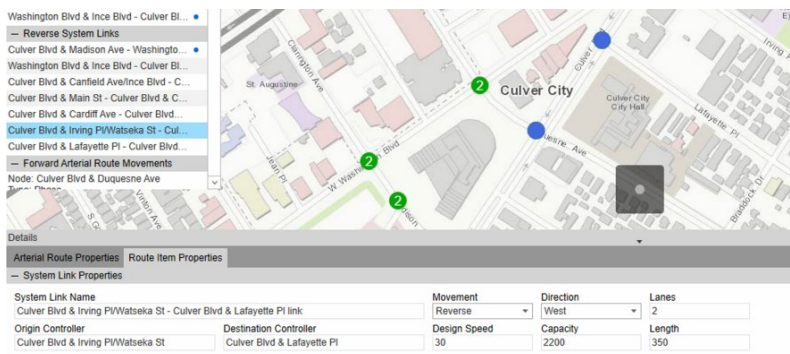 Washington Blvd & Ince Blvd - Culver Bl...
— Reverse System Links
Culver Blvd & Madison Ave - Washingto...
Washington Blvd & Ince Blvd - Culver Bl...
Culver Blvd & Canfield Ave/Ince Blvd - C...
Culver Blvd & Main St - Culver Blvd & C...
Culver Blvd & Cardiff Ave - Culver Blvd...
Culver Blvd & Irving Pl/Watseka St - Cul...
Culver Blvd & Lafayette Pl - Culver Blvd...
— Forward Arterial Route Movements
Node: Culver Blvd & Duquesne Ave
Clarington Ave
St. Augustine
Jean Pl
Vinton Ave
W. Washington Blvd
2
2
2
Culver City
Culver
Culver City
City Hall
Irving
Lafayette Pl
Braddock Dr
Details
Arterial Route Properties
Route Item Properties
— System Link Properties
System Link Name
Culver Blvd & Irving Pl/Watseka St - Culver Blvd & Lafayette Pl link
Movement
Reverse
Direction
West
Lanes
2
Origin Controller
Culver Blvd & Irving Pl/Watseka St
Destination Controller
Culver Blvd & Lafayette Pl
Design Speed
30
Capacity
2200
Length
350